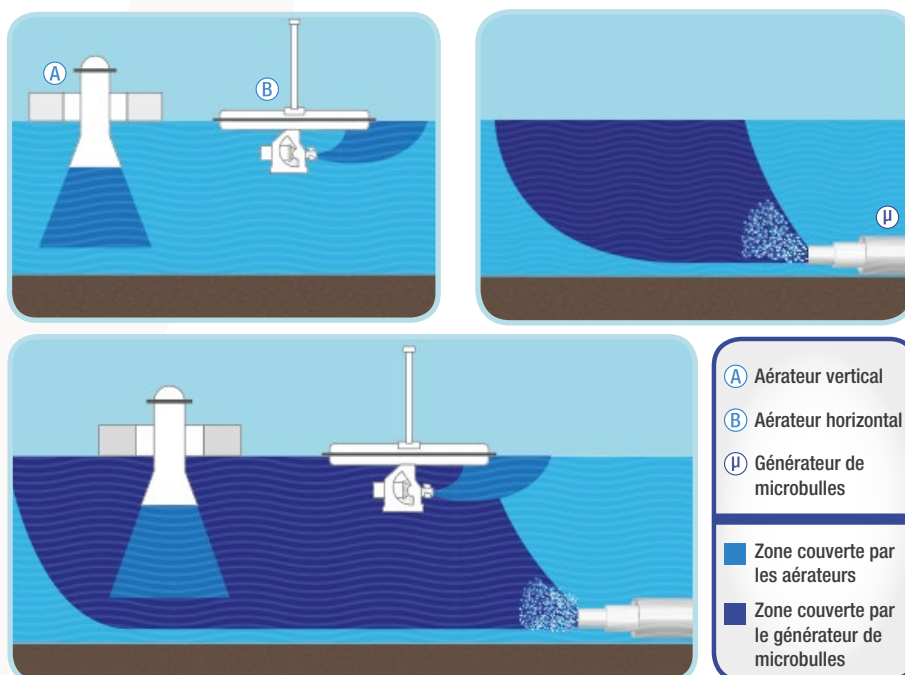 A
B
µ
A Aérateur vertical
B Aérateur horizontal
µ Générateur de
microbulles
Zone couverte par
les aérateurs
Zone couverte par
le générateur de
microbulles